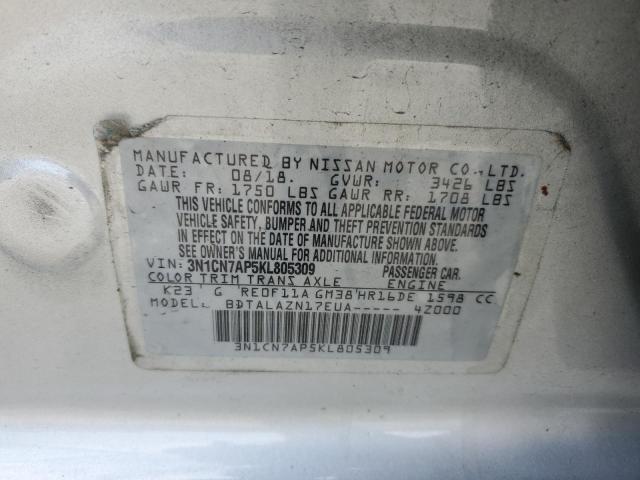 MANUFACTURED BY NISSAN MOTOR CO.,LTD.
DATE: 08/18. GVWR: 3426 LBS
GAWR FR: 1750 LBS GAWR RR: 1708 LBS
THIS VEHICLE CONFORMS TO ALL APPLICABLE FEDERAL MOTOR
VEHICLE SAFETY, BUMPER AND THEFT PREVENTION STANDARDS
IN EFFECT ON THE DATE OF MANUFACTURE SHOWN ABOVE.
SEE OWNER'S MANUAL FOR ADDITIONAL INFORMATION.
VIN: 3N1CN7AP5KL805309 PASSENGER CAR.
COLOR TRIM TRANS AXLE ENGINE
K23 G RE0F11A GM38 HR16DE 1598 CC
MODEL: BDTALAZN17EUA----- 4Z000
3N1CN7AP5KL805309